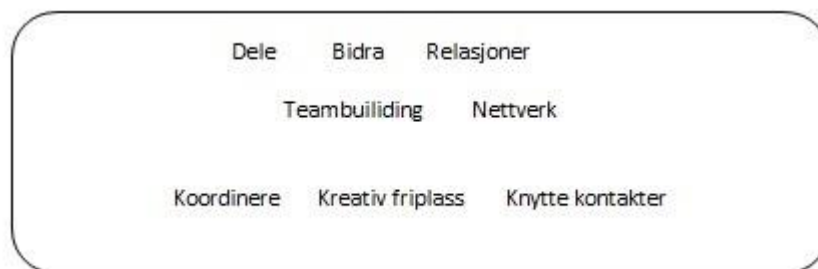 Dele Bidra Relasjoner
Teambuiliding Nettverk
Koordinere Kreativ friplass Knytte kontakter